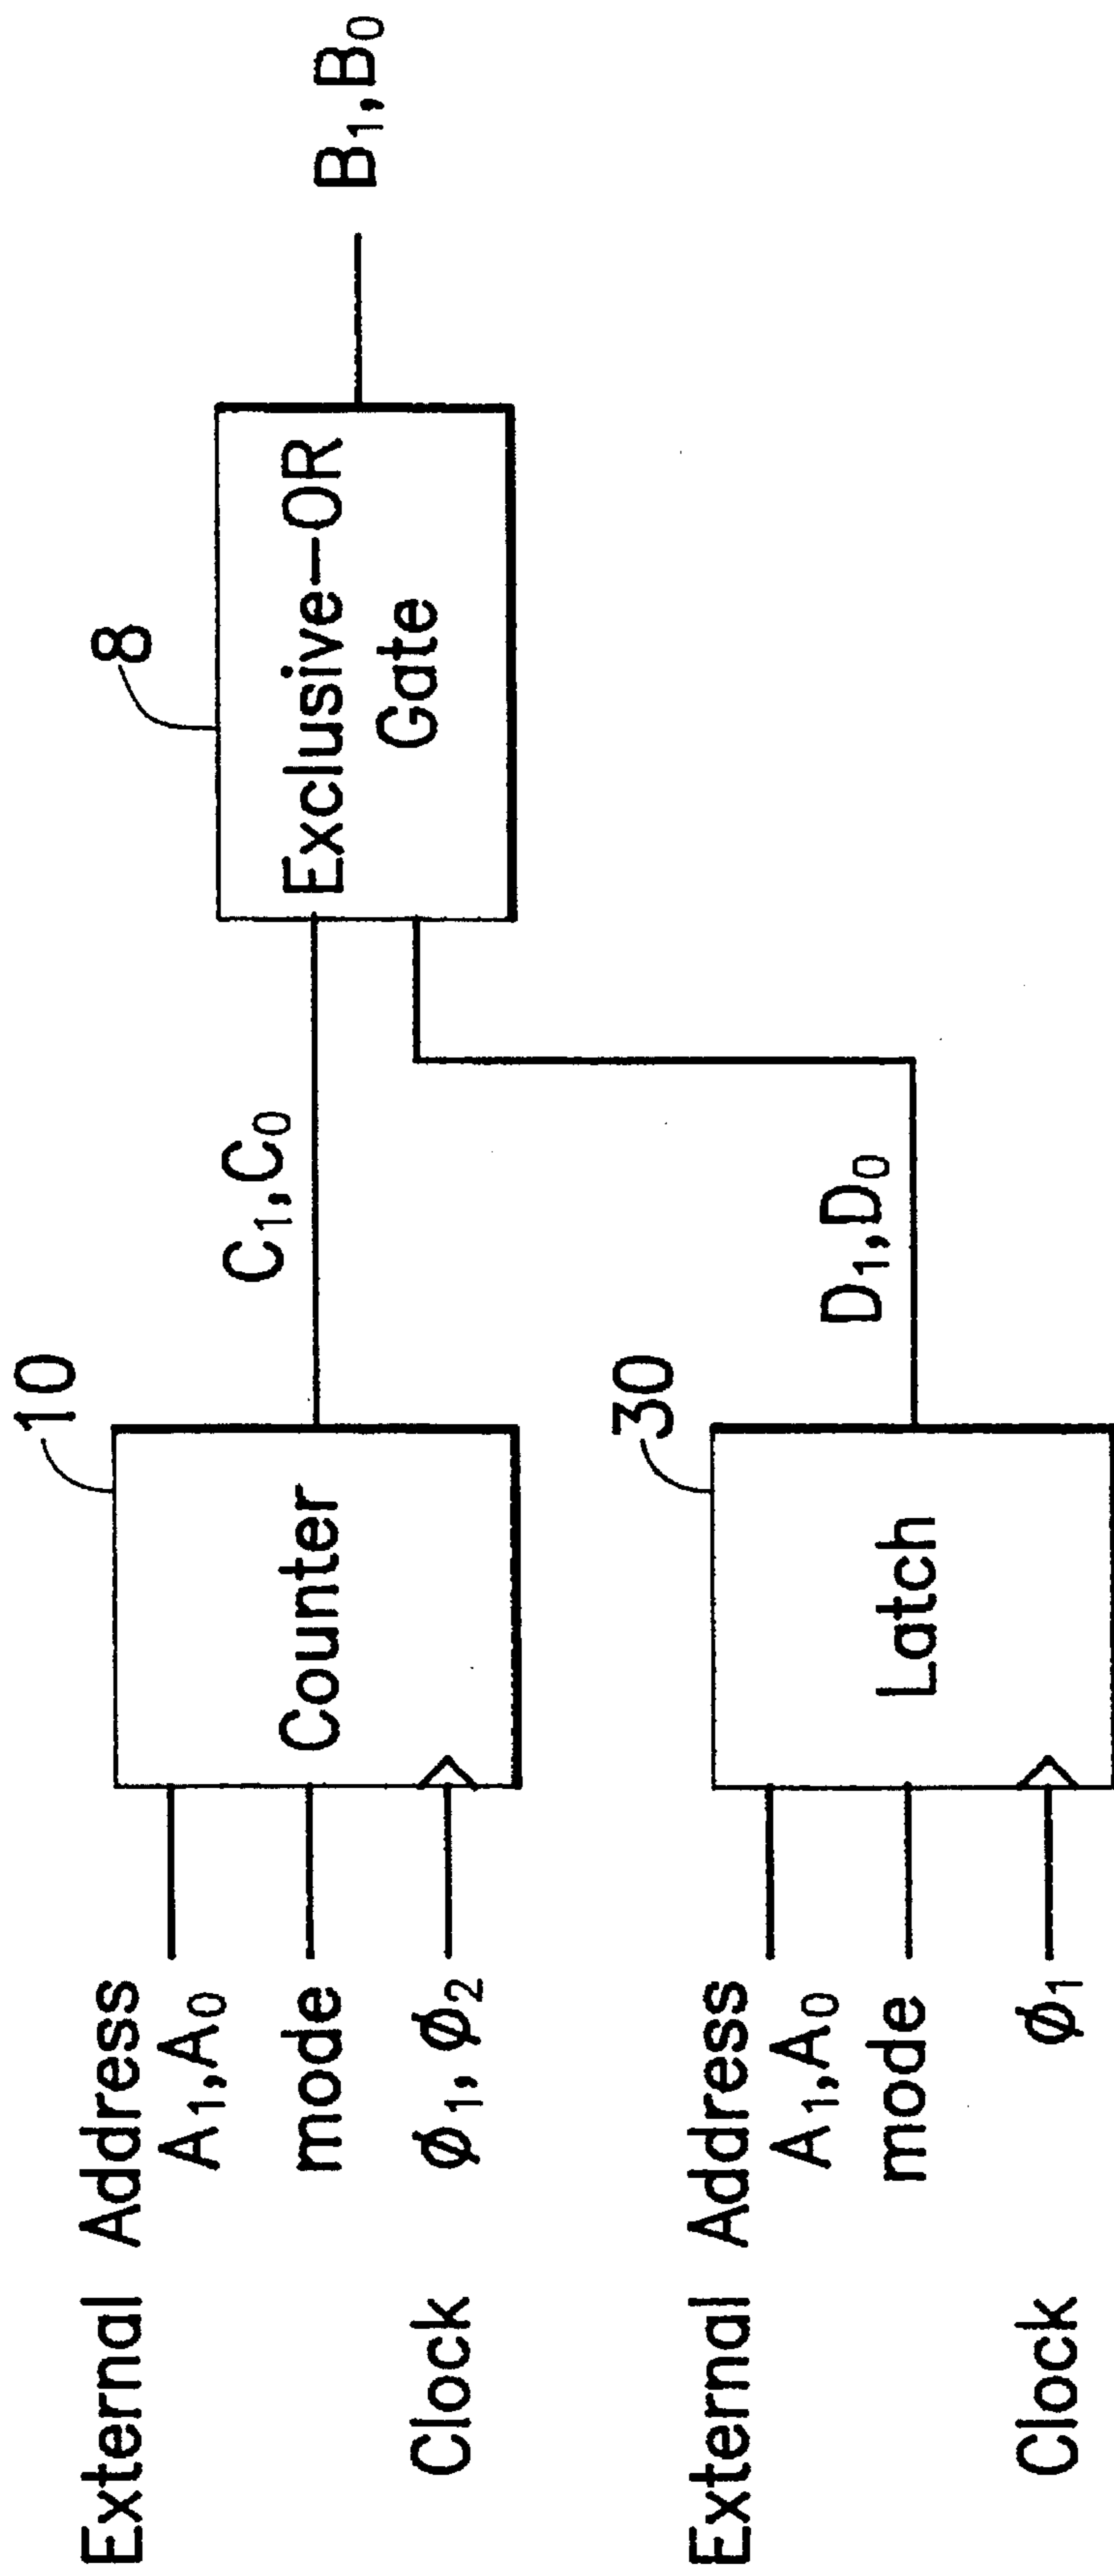 External Address
A₁,A₀
mode
Clock ϕ₁, ϕ₂
Counter
10
C₁,C₀
Exclusive-OR
Gate
8
B₁,B₀
External Address
A₁,A₀
mode
Clock ϕ₁
Latch
30
D₁,D₀